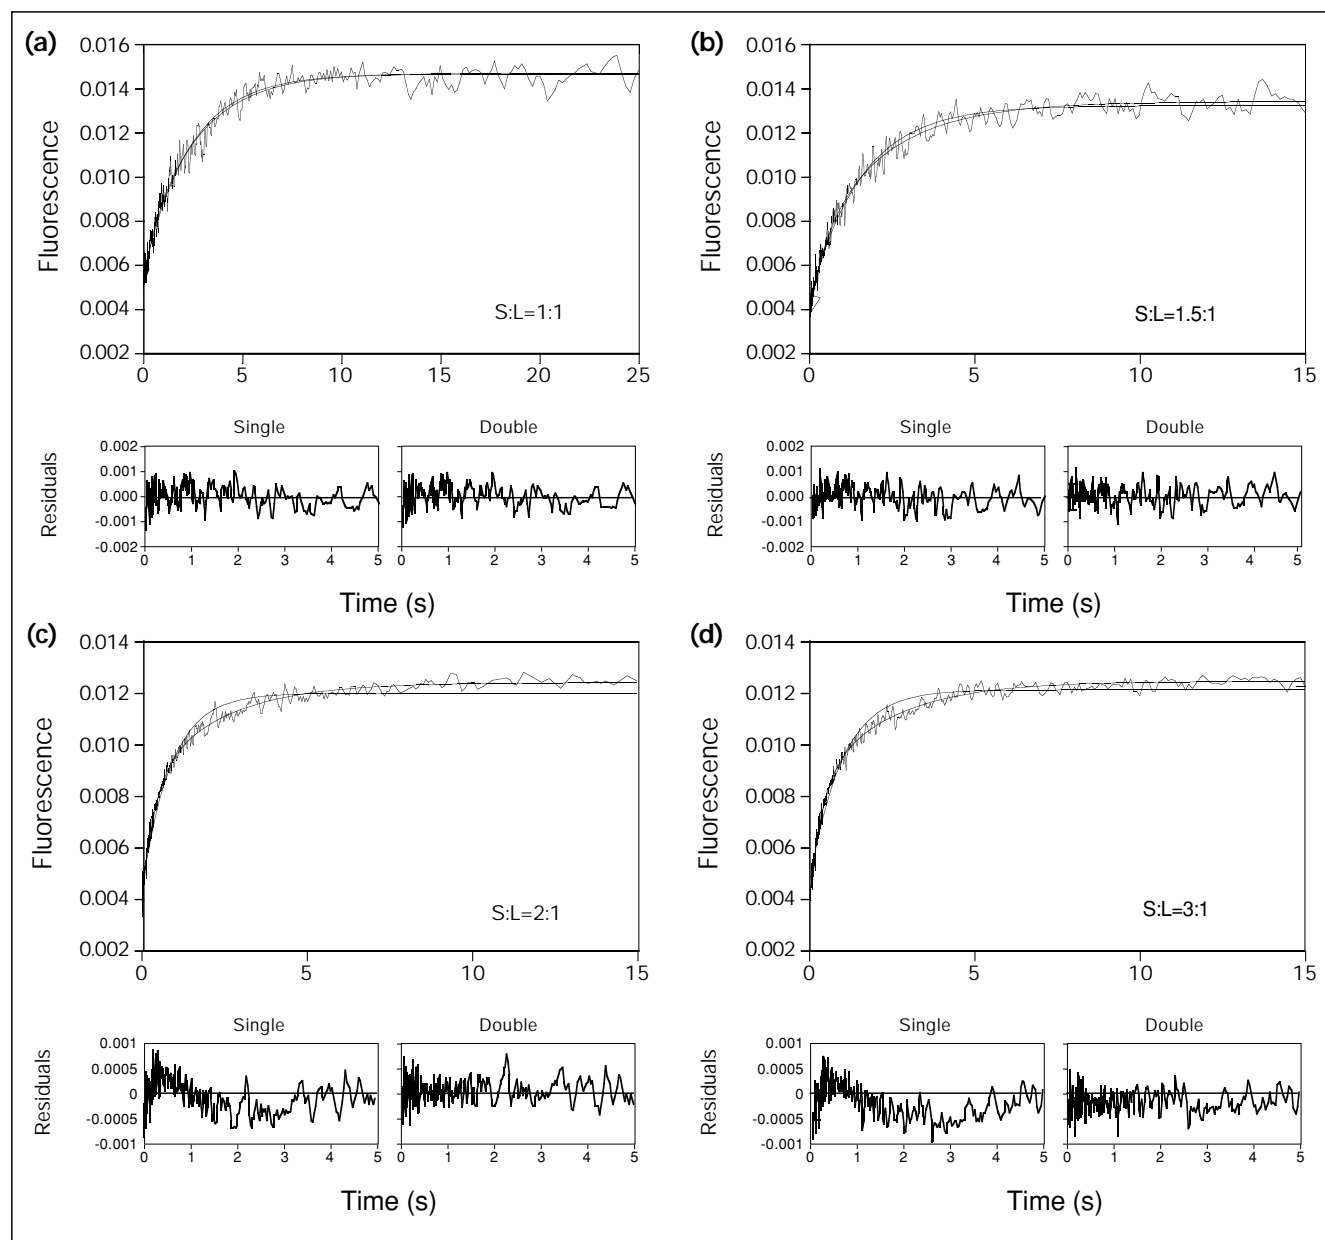 (a)
0.016
0.014
0.012
0.010
0.008
0.006
0.004
0.002
Fluorescence
S:L=1:1
0 5 10 15 20 25
Single Double
Residuals
0.002
0.001
0.000
-0.001
-0.002
0 1 2 3 4 5 0 1 2 3 4 5
Time (s)
(b)
0.016
0.014
0.012
0.010
0.008
0.006
0.004
0.002
Fluorescence
S:L=1.5:1
0 5 10 15
Single Double
Residuals
0.002
0.001
0.000
-0.001
-0.002
0 1 2 3 4 5 0 1 2 3 4 5
Time (s)
(c)
0.014
0.012
0.010
0.008
0.006
0.004
0.002
Fluorescence
S:L=2:1
0 5 10 15
Single Double
Residuals
0.001
0.0005
0
-0.0005
-0.001
0 1 2 3 4 5 0 1 2 3 4 5
Time (s)
(d)
0.014
0.012
0.010
0.008
0.006
0.004
0.002
Fluorescence
S:L=3:1
0 5 10 15
Single Double
Residuals
0.001
0.0005
0
-0.0005
-0.001
0 1 2 3 4 5 0 1 2 3 4 5
Time (s)